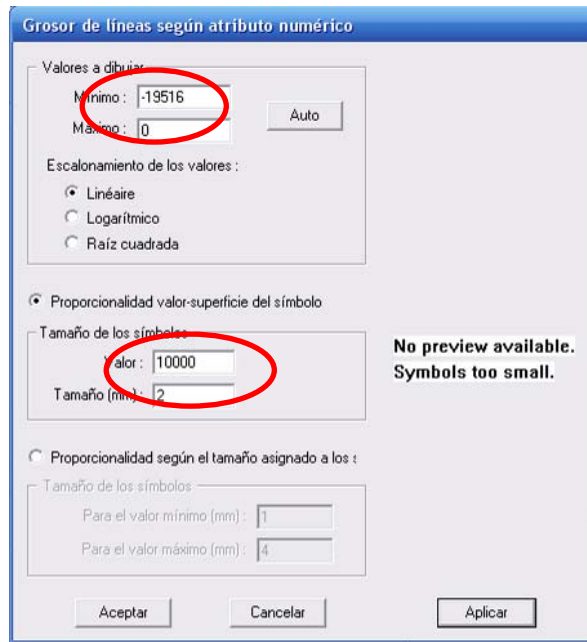 Grosor de líneas según atributo numérico
Valores a dibujar
Mínimo : -19516
Máximo : 0
Auto
Escalonamiento de los valores :
Linéaire
Logarítmico
Raíz cuadrada
Proporcionalidad valor-superficie del símbolo
Tamaño de los símbolos
Valor : 10000
Tamaño (mm) : 2
No preview available.
Symbols too small.
Proporcionalidad según el tamaño asignado a los s
Tamaño de los símbolos
Para el valor mínimo (mm) : 1
Para el valor máximo (mm) : 4
Aceptar
Cancelar
Aplicar